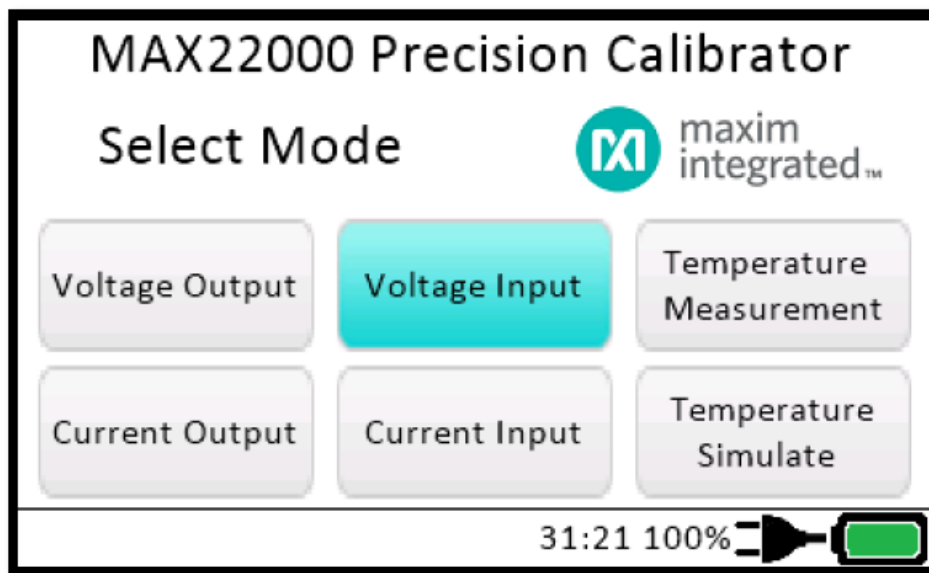 MAX22000 Precision Calibrator
Select Mode
maxim
integrated™
Voltage Output
Voltage Input
Temperature
Measurement
Current Output
Current Input
Temperature
Simulate
31:21 100%